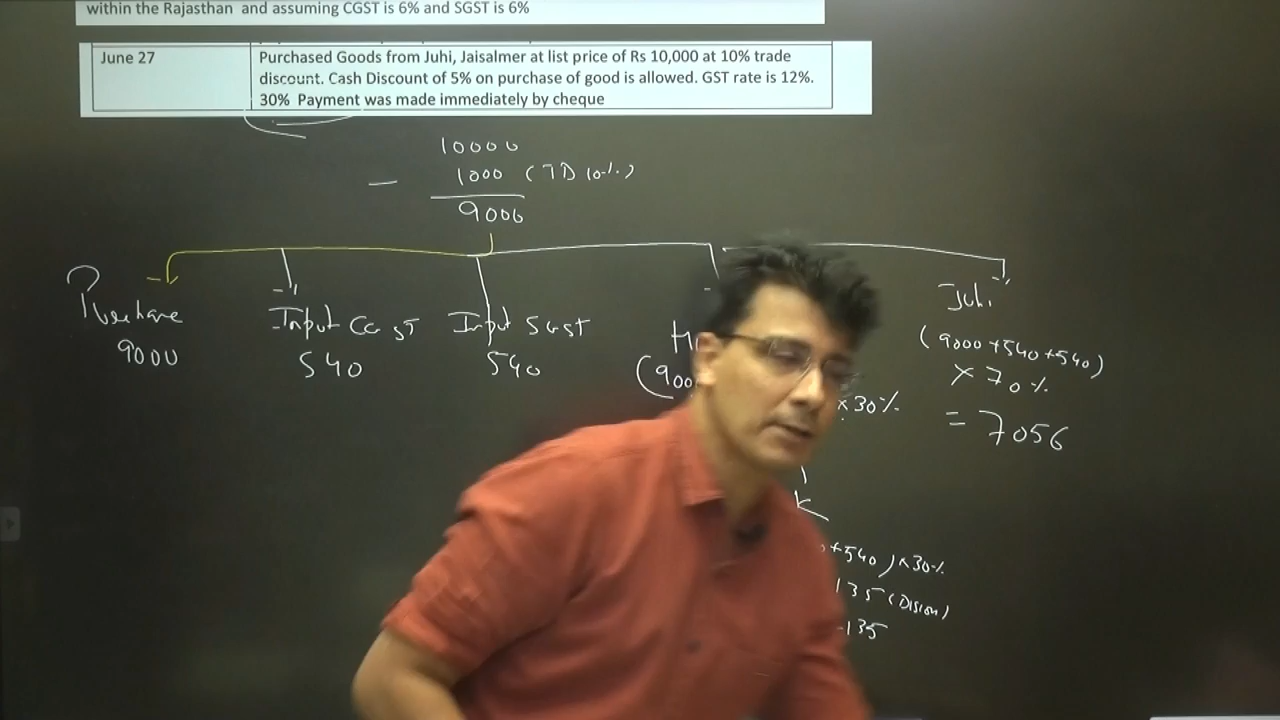 within the Rajasthan and assuming CGST is 6% and SGST is 6%
June 27
Purchased Goods from Juhi, Jaisalmer at list price of Rs 10,000 at 10% trade
discount. Cash Discount of 5% on purchase of good is allowed. GST rate is 12%.
30% Payment was made immediately by cheque
10000
- 1000 (TD 10%)
9000
Purchase
9000
Input CGST
540
Input SGST
540
(900
×30%
Juhi
(9000+540+540)
×70%
= 7056
+540)×30%
135 (
-135